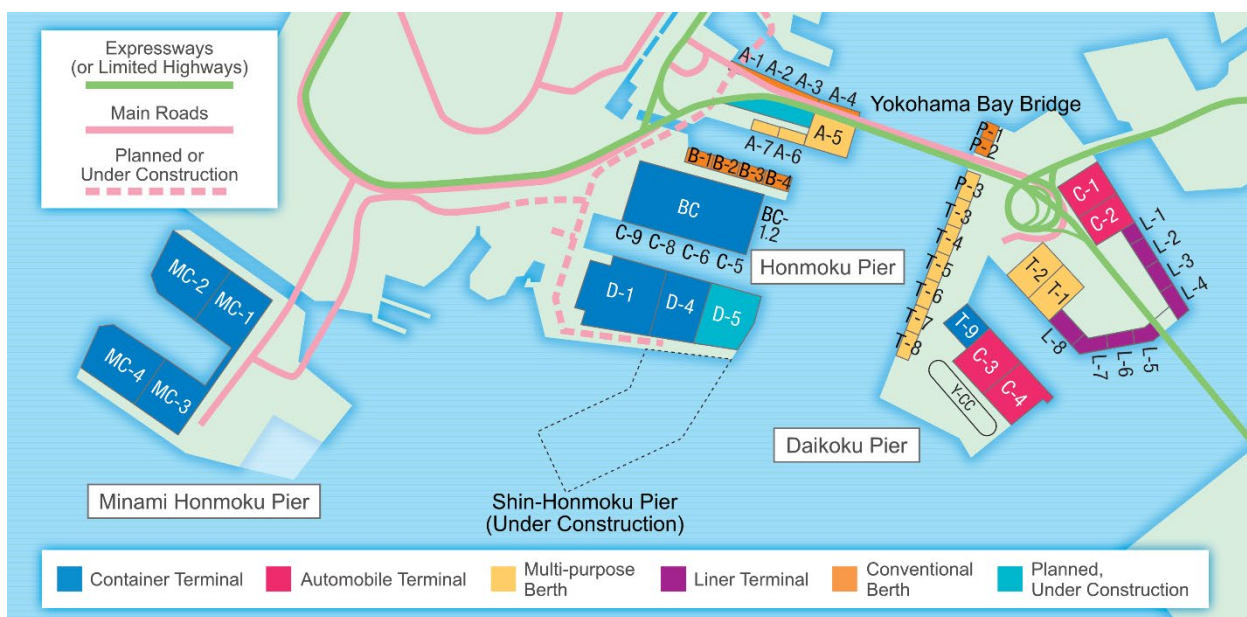 Expressways
(or Limited Highways)
Main Roads
Planned or
Under Construction
A-1 A-2 A-3 A-4
Yokohama Bay Bridge
A-5
A-7 A-6
B-1 B-2 B-3 B-4
BC
BC-
1.2
C-9 C-8 C-6 C-5
Honmoku Pier
D-1
D-4
D-5
P-1
P-2
P-3
T-3
T-4
T-5
T-6
T-7
T-8
C-1
C-2
L-1
L-2
L-3
L-4
T-2
T-1
L-8
L-7
L-6
L-5
T-9
C-3
C-4
Y-CC
Daikoku Pier
MC-2
MC-1
MC-4
MC-3
Minami Honmoku Pier
Shin-Honmoku Pier
(Under Construction)
Container Terminal
Automobile Terminal
Multi-purpose
Berth
Liner Terminal
Conventional
Berth
Planned,
Under Construction